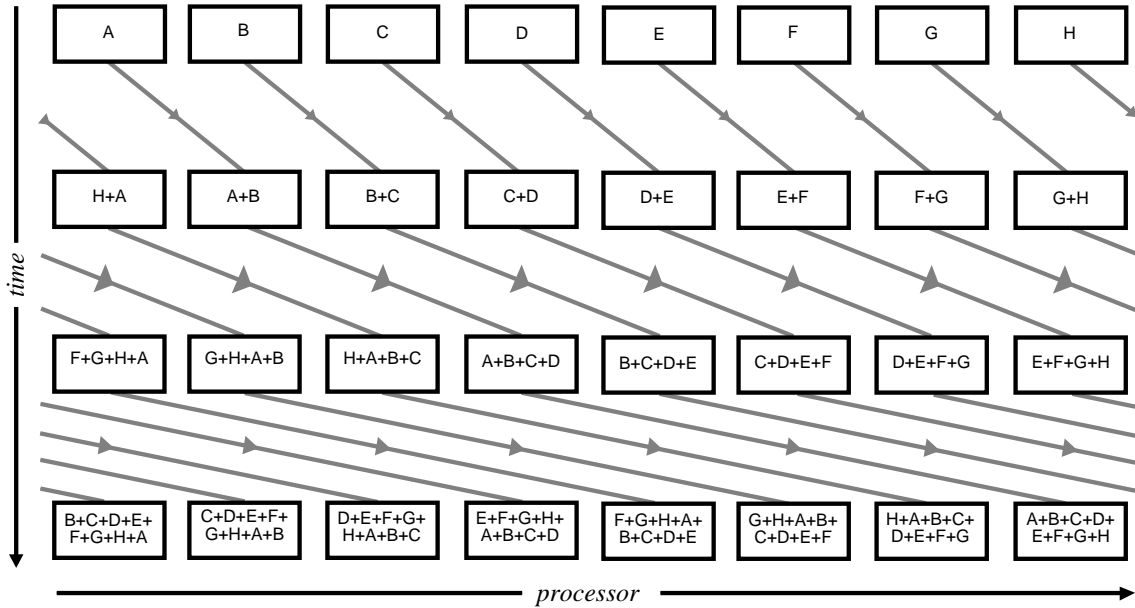 A
B
C
D
E
F
G
H
H+A
A+B
B+C
C+D
D+E
E+F
F+G
G+H
time
F+G+H+A
G+H+A+B
H+A+B+C
A+B+C+D
B+C+D+E
C+D+E+F
D+E+F+G
E+F+G+H
B+C+D+E+
F+G+H+A
C+D+E+F+
G+H+A+B
D+E+F+G+
H+A+B+C
E+F+G+H+
A+B+C+D
F+G+H+A+
B+C+D+E
G+H+A+B+
C+D+E+F
H+A+B+C+
D+E+F+G
A+B+C+D+
E+F+G+H
processor